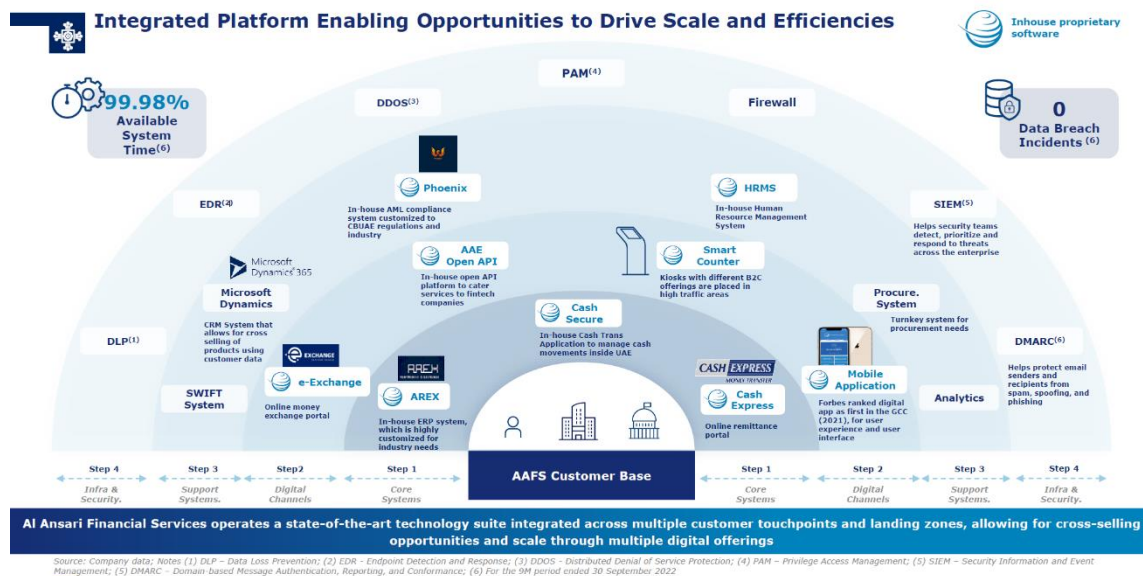 Integrated Platform Enabling Opportunities to Drive Scale and Efficiencies
Inhouse proprietary
software
99.98%
Available
System
Time(6)
0
Data Breach
Incidents (6)
PAM(4)
DDOS(3)
Firewall
EDR(2)
SIEM(5)
Helps security teams
detect, prioritize and
respond to threats
across the enterprise
DLP(1)
DMARC(6)
Helps protect email
senders and
recipients from
spam, spoofing, and
phishing
Phoenix
In-house AML compliance
system customized to
CBUAE regulations and
industry
HRMS
In-house Human
Resource Management
System
Microsoft
Dynamics 365
Microsoft
Dynamics
CRM System that
allows for cross
selling of
products using
customer data
Procure.
System
Turnkey system for
procurement needs
SWIFT
System
Analytics
AAE
Open API
In-house open API
platform to cater
services to fintech
companies
Smart
Counter
Kiosks with different B2C
offerings are placed in
high traffic areas
EXCHANGE
e-Exchange
Online money
exchange portal
Mobile
Application
Forbes ranked digital
app as first in the GCC
(2021), for user
experience and user
interface
Cash
Secure
In-house Cash Trans
Application to manage cash
movements inside UAE
AREX
AREX
In-house ERP system,
which is highly
customized for
industry needs
CASH EXPRESS
MONEY TRANSFER
Cash
Express
Online remittance
portal
AAFS Customer Base
Step 4
Step 3
Step2
Step 1
Step 1
Step 2
Step 3
Step 4
Infra &
Security.
Support
Systems.
Digital
Channels
Core
Systems
Core
Systems
Digital
Channels
Support
Systems.
Infra &
Security.
Al Ansari Financial Services operates a state-of-the-art technology suite integrated across multiple customer touchpoints and landing zones, allowing for cross-selling
opportunities and scale through multiple digital offerings
Source: Company data; Notes (1) DLP – Data Loss Prevention; (2) EDR - Endpoint Detection and Response; (3) DDOS - Distributed Denial of Service Protection; (4) PAM – Privilege Access Management; (5) SIEM – Security Information and Event
Management; (5) DMARC – Domain-based Message Authentication, Reporting, and Conformance; (6) For the 9M period ended 30 September 2022